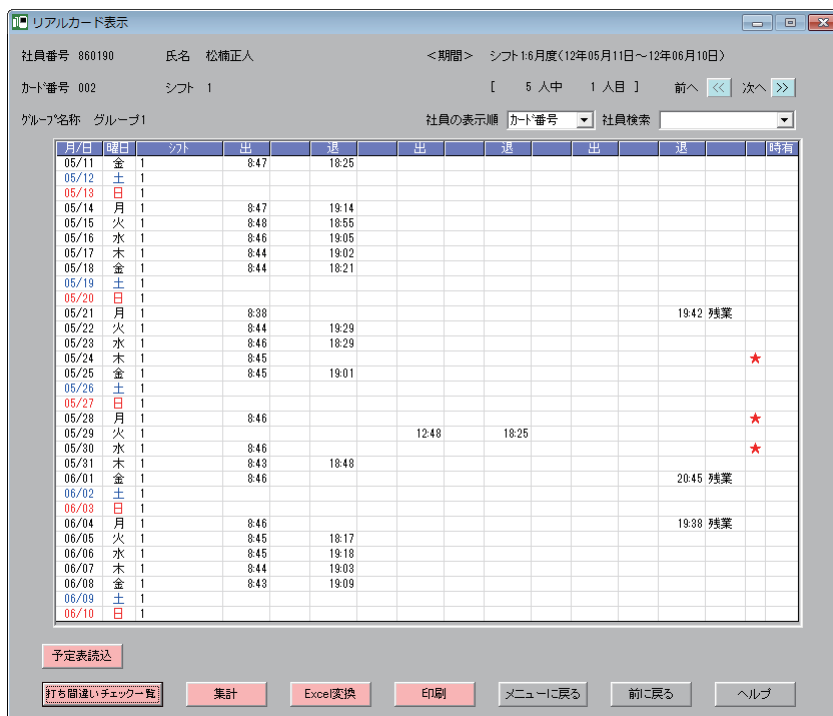 リアルカード表示
社員番号 860190 氏名 松楠正人 <期間> シフト1:6月度(12年05月11日～12年06月10日)
カード番号 002 シフト 1 [ 5 人中 1 人目 ] 前へ << 次へ >>
グループ名称 グループ1 社員の表示順 カード番号 社員検索
月/日 曜日 シフト 出 退 出 退 出 退 時有
05/11 金 1 8:47 18:25
05/12 土 1
05/13 日 1
05/14 月 1 8:47 19:14
05/15 火 1 8:48 18:55
05/16 水 1 8:46 19:05
05/17 木 1 8:44 19:02
05/18 金 1 8:44 18:21
05/19 土 1
05/20 日 1
05/21 月 1 8:38 19:42 残業
05/22 火 1 8:44 19:29
05/23 水 1 8:46 18:29
05/24 木 1 8:45 ★
05/25 金 1 8:45 19:01
05/26 土 1
05/27 日 1
05/28 月 1 8:46 ★
05/29 火 1 12:48 18:25
05/30 水 1 8:46 ★
05/31 木 1 8:43 18:48
06/01 金 1 8:46 20:45 残業
06/02 土 1
06/03 日 1
06/04 月 1 8:46 19:38 残業
06/05 火 1 8:45 18:17
06/06 水 1 8:45 19:18
06/07 木 1 8:44 19:03
06/08 金 1 8:43 19:09
06/09 土 1
06/10 日 1
予定表読込
打ち間違いチェック一覧 集計 Excel変換 印刷 メニューに戻る 前に戻る ヘルプ